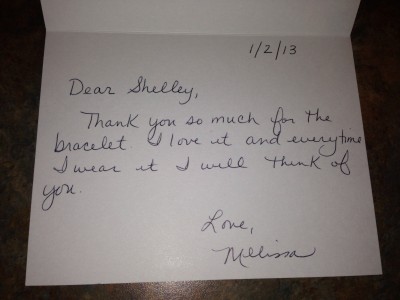 1/2/13
Dear Shelley,
Thank you so much for the
bracelet. I love it and everytime
I wear it I will think of
you.
Love,
Melissa